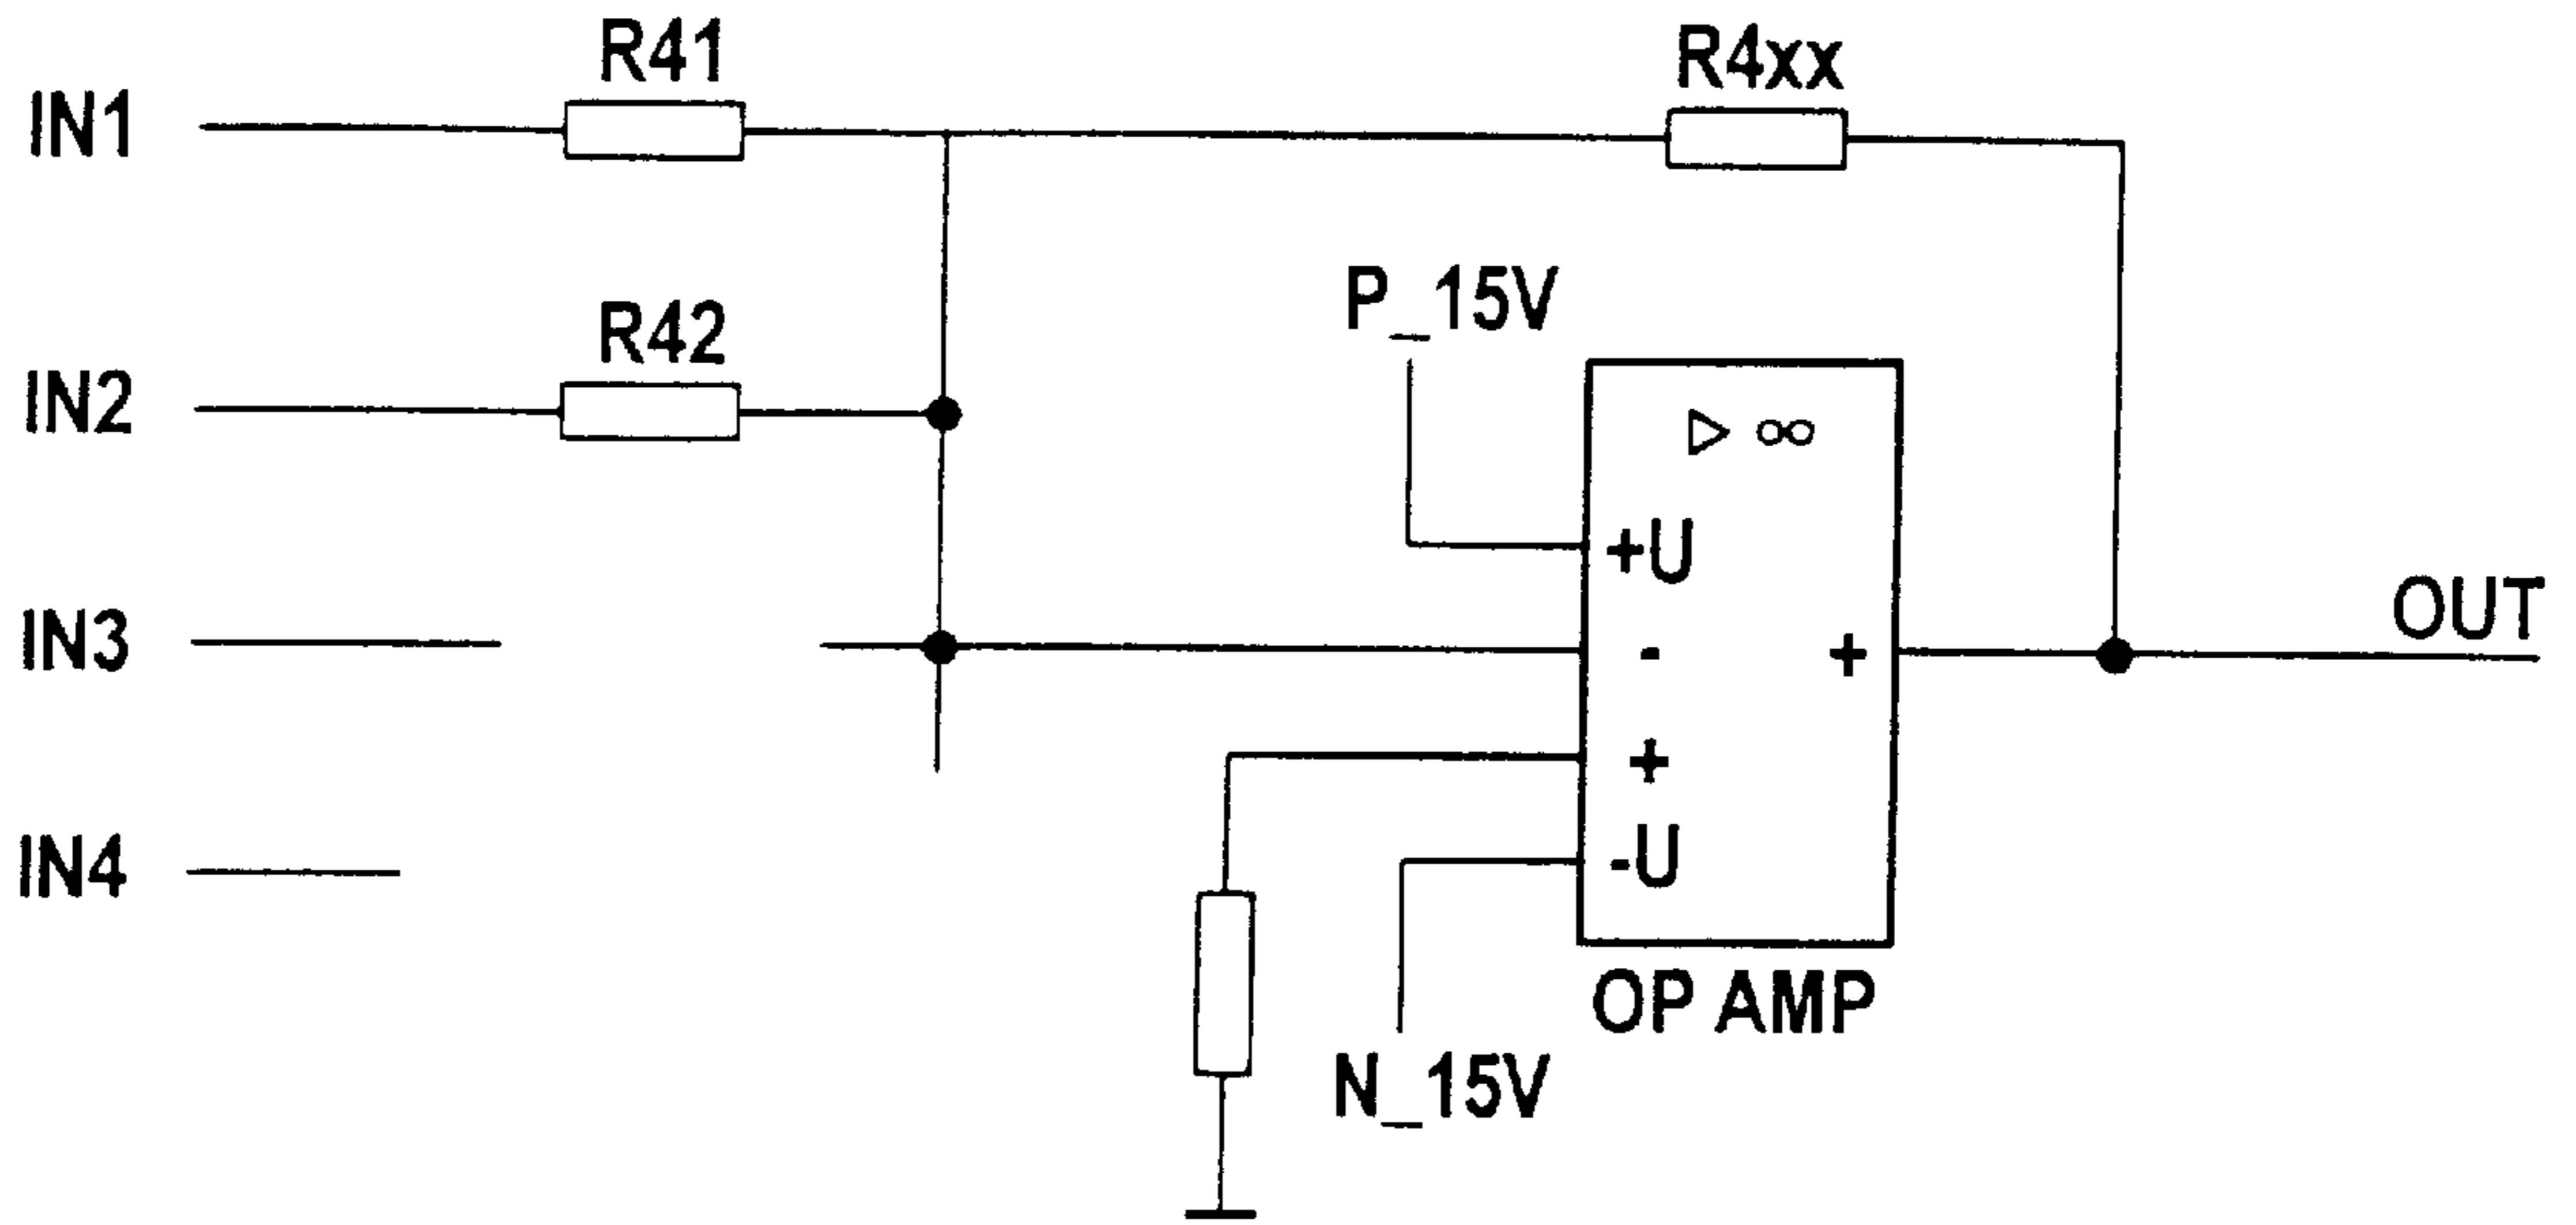 R41
R4xx
IN1
P_15V
R42
IN2
▷ ∞
+U
OUT
IN3
-
+
+
-U
IN4
OP AMP
N_15V